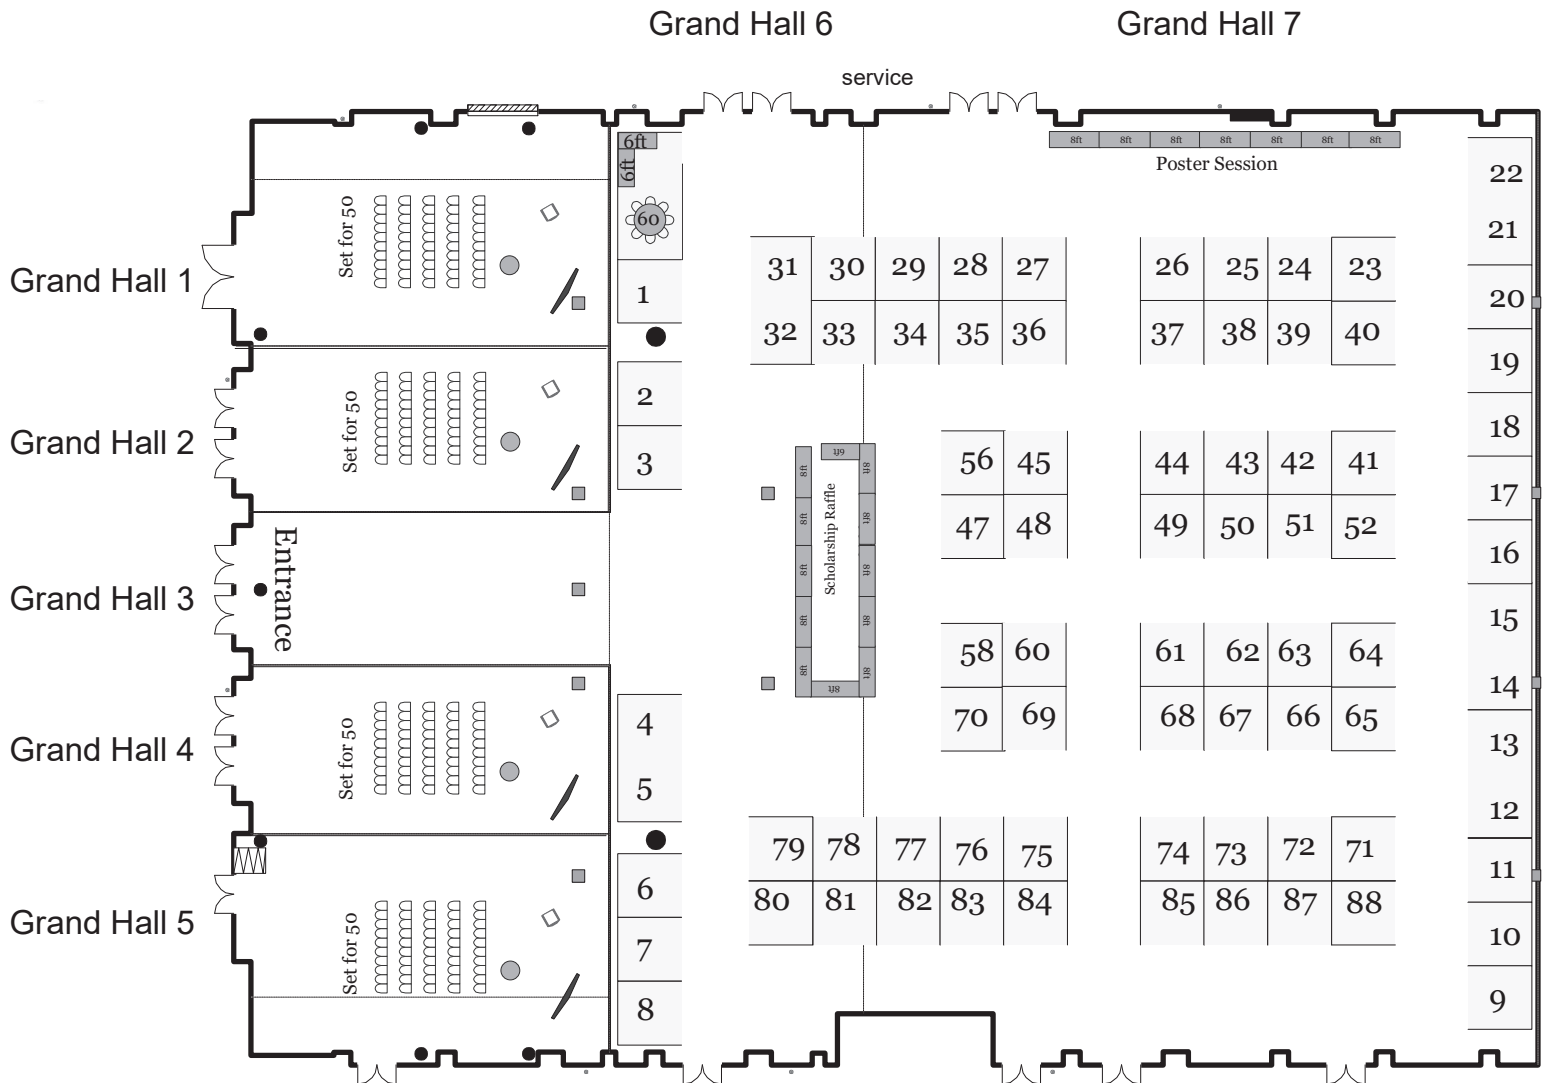 Grand Hall 6 Grand Hall 7
service
6ft
6ft
60
8ft 8ft 8ft 8ft 8ft 8ft 8ft
Poster Session
22
21
20
19
18
17
16
15
14
13
12
11
10
9
Grand Hall 1
Set for 50
1
31 30 29 28 27 26 25 24 23
32 33 34 35 36 37 38 39 40
Grand Hall 2
Set for 50
2
3
6ft
8ft
8ft
8ft
8ft
8ft
8ft
8ft
8ft
8ft
8ft
8ft
Scholarship Raffle
56 45 44 43 42 41
47 48 49 50 51 52
Grand Hall 3
Entrance
58 60 61 62 63 64
70 69 68 67 66 65
Grand Hall 4
Set for 50
4
5
79 78 77 76 75 74 73 72 71
80 81 82 83 84 85 86 87 88
Grand Hall 5
Set for 50
6
7
8